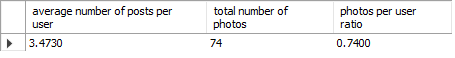 average number of posts per user total number of photos photos per user ratio
3.4730 74 0.7400